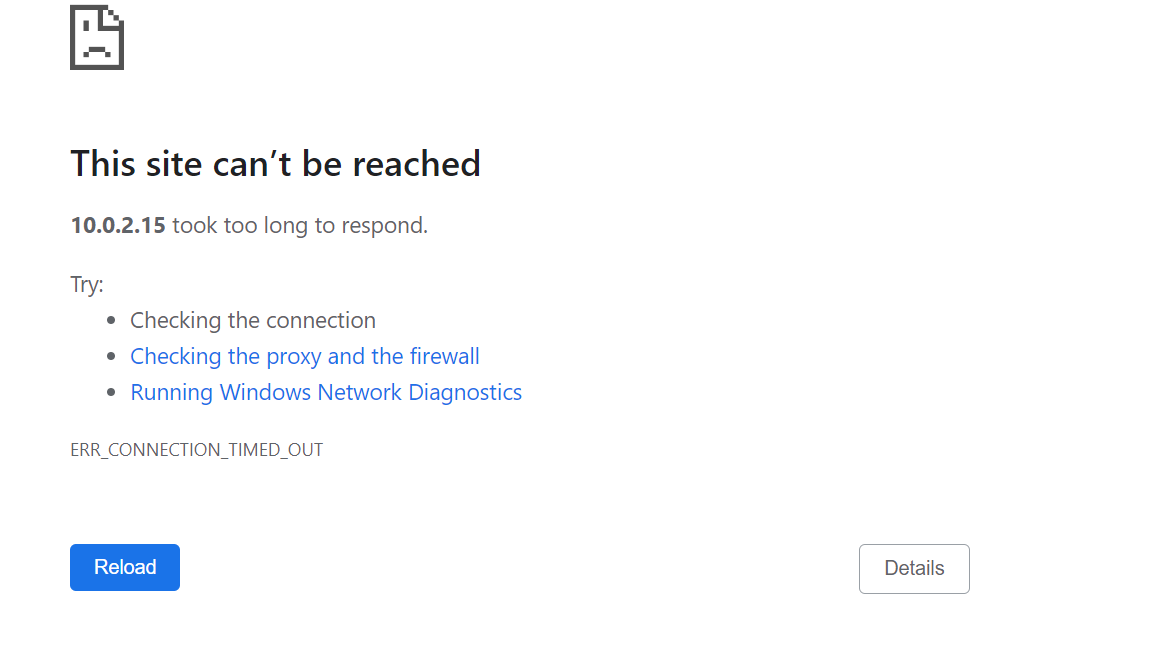 This site can’t be reached
10.0.2.15 took too long to respond.
Try:
• Checking the connection
• Checking the proxy and the firewall
• Running Windows Network Diagnostics
ERR_CONNECTION_TIMED_OUT
Reload
Details